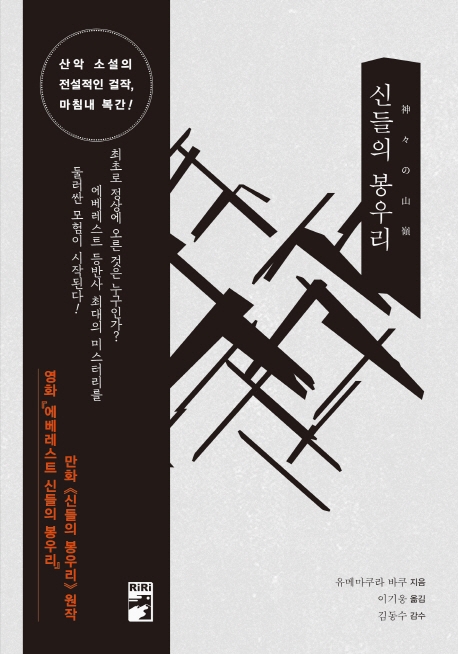 산악 소설의
전설적인 걸작,
마침내 복간!
신들의 봉우리
神々の山嶺
최초로 정상에 오른 것은 누구인가?
에베레스트 등반사 최대의 미스터리를
둘러싼 모험이 시작된다!
만화 《신들의 봉우리》 원작
영화 『에베레스트 신들의 봉우리』
유메마쿠라 바쿠 지음
이기웅 옮김
김동수 감수
RiRi